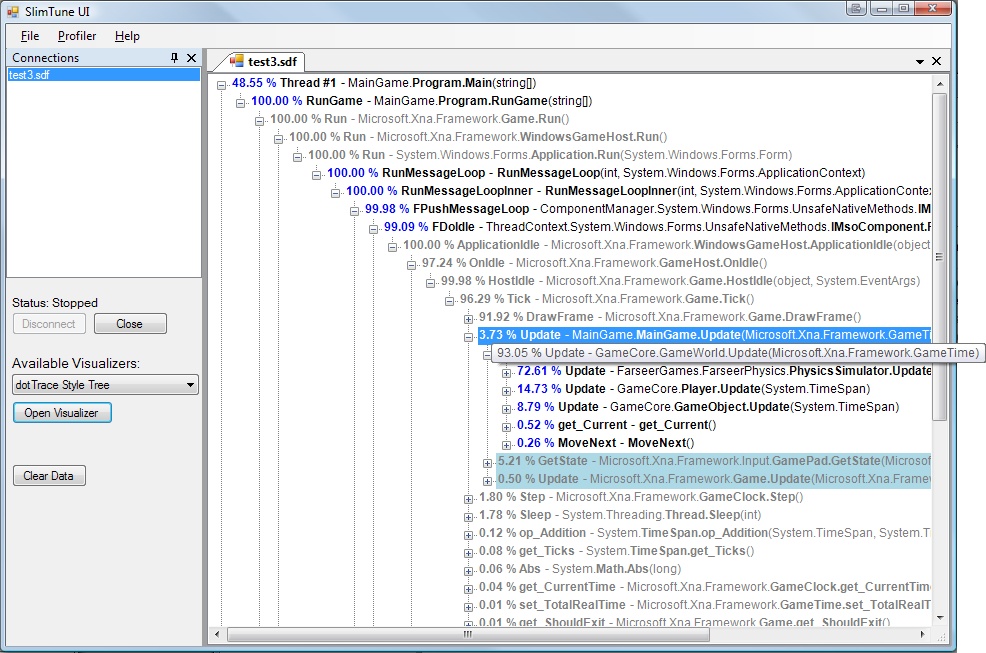 SlimTune UI
File Profiler Help
Connections
test3.sdf
Status: Stopped
Disconnect Close
Available Visualizers:
dotTrace Style Tree
Open Visualizer
Clear Data
test3.sdf
48.55 % Thread #1 - MainGame.Program.Main(string[])
100.00 % RunGame - MainGame.Program.RunGame(string[])
100.00 % Run - Microsoft.Xna.Framework.Game.Run()
100.00 % Run - Microsoft.Xna.Framework.WindowsGameHost.Run()
100.00 % Run - System.Windows.Forms.Application.Run(System.Windows.Forms.Form)
100.00 % RunMessageLoop - RunMessageLoop(int, System.Windows.Forms.ApplicationContext)
100.00 % RunMessageLoopInner - RunMessageLoopInner(int, System.Windows.Forms.ApplicationContex
99.98 % FPushMessageLoop - ComponentManager.System.Windows.Forms.UnsafeNativeMethods.IM
99.09 % FDoIdle - ThreadContext.System.Windows.Forms.UnsafeNativeMethods.IMsoComponent.F
100.00 % ApplicationIdle - Microsoft.Xna.Framework.WindowsGameHost.ApplicationIdle(object
97.24 % OnIdle - Microsoft.Xna.Framework.GameHost.OnIdle()
99.98 % HostIdle - Microsoft.Xna.Framework.Game.HostIdle(object, System.EventArgs)
96.29 % Tick - Microsoft.Xna.Framework.Game.Tick()
91.92 % DrawFrame - Microsoft.Xna.Framework.Game.DrawFrame()
3.73 % Update - MainGame.MainGame.Update(Microsoft.Xna.Framework.GameTi
93.05 % Update - GameCore.GameWorld.Update(Microsoft.Xna.Framework.GameTime)
72.61 % Update - FarseerGames.FarseerPhysics.PhysicsSimulator.Update
14.73 % Update - GameCore.Player.Update(System.TimeSpan)
8.79 % Update - GameCore.GameObject.Update(System.TimeSpan)
0.52 % get_Current - get_Current()
0.26 % MoveNext - MoveNext()
5.21 % GetState - Microsoft.Xna.Framework.Input.GamePad.GetState(Microsof
0.50 % Update - Microsoft.Xna.Framework.Game.Update(Microsoft.Xna.Framew
1.80 % Step - Microsoft.Xna.Framework.GameClock.Step()
1.78 % Sleep - System.Threading.Thread.Sleep(int)
0.12 % op_Addition - System.TimeSpan.op_Addition(System.TimeSpan, System.T
0.08 % get_Ticks - System.TimeSpan.get_Ticks()
0.06 % Abs - System.Math.Abs(long)
0.04 % get_CurrentTime - Microsoft.Xna.Framework.GameClock.get_CurrentTim
0.01 % set_TotalRealTime - Microsoft.Xna.Framework.GameTime.set_TotalRealT
0.01 % get_ShouldExit - Microsoft.Xna.Framework.Game.get_ShouldExit()